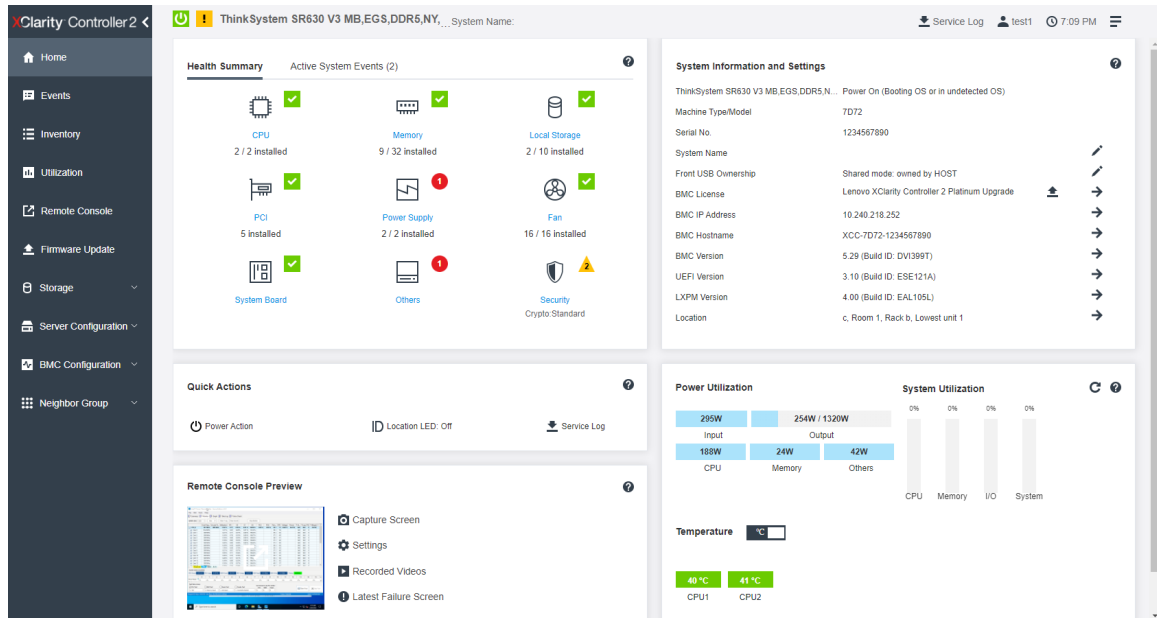 XClarity Controller 2
ThinkSystem SR630 V3 MB,EGS,DDR5,NY,... System Name:
Service Log
test1
7:09 PM
Home
Events
Inventory
Utilization
Remote Console
Firmware Update
Storage
Server Configuration
BMC Configuration
Neighbor Group
Health Summary
Active System Events (2)
CPU
2 / 2 installed
Memory
9 / 32 installed
Local Storage
2 / 10 installed
PCI
5 installed
1
Power Supply
2 / 2 installed
Fan
16 / 16 installed
System Board
1
Others
2
Security
Crypto:Standard
System Information and Settings
ThinkSystem SR630 V3 MB,EGS,DDR5,N... Power On (Booting OS or in undetected OS)
Machine Type/Model 7D72
Serial No. 1234567890
System Name
Front USB Ownership Shared mode: owned by HOST
BMC License Lenovo XClarity Controller 2 Platinum Upgrade
BMC IP Address 10.240.218.252
BMC Hostname XCC-7D72-1234567890
BMC Version 5.29 (Build ID: DVI399T)
UEFI Version 3.10 (Build ID: ESE121A)
LXPM Version 4.00 (Build ID: EAL105L)
Location c, Room 1, Rack b, Lowest unit 1
Quick Actions
Power Action
Location LED: Off
Service Log
Remote Console Preview
Capture Screen
Settings
Recorded Videos
Latest Failure Screen
Power Utilization
295W 254W / 1320W
Input Output
188W 24W 42W
CPU Memory Others
System Utilization
0% 0% 0% 0%
CPU Memory I/O System
Temperature °C
40 °C 41 °C
CPU1 CPU2